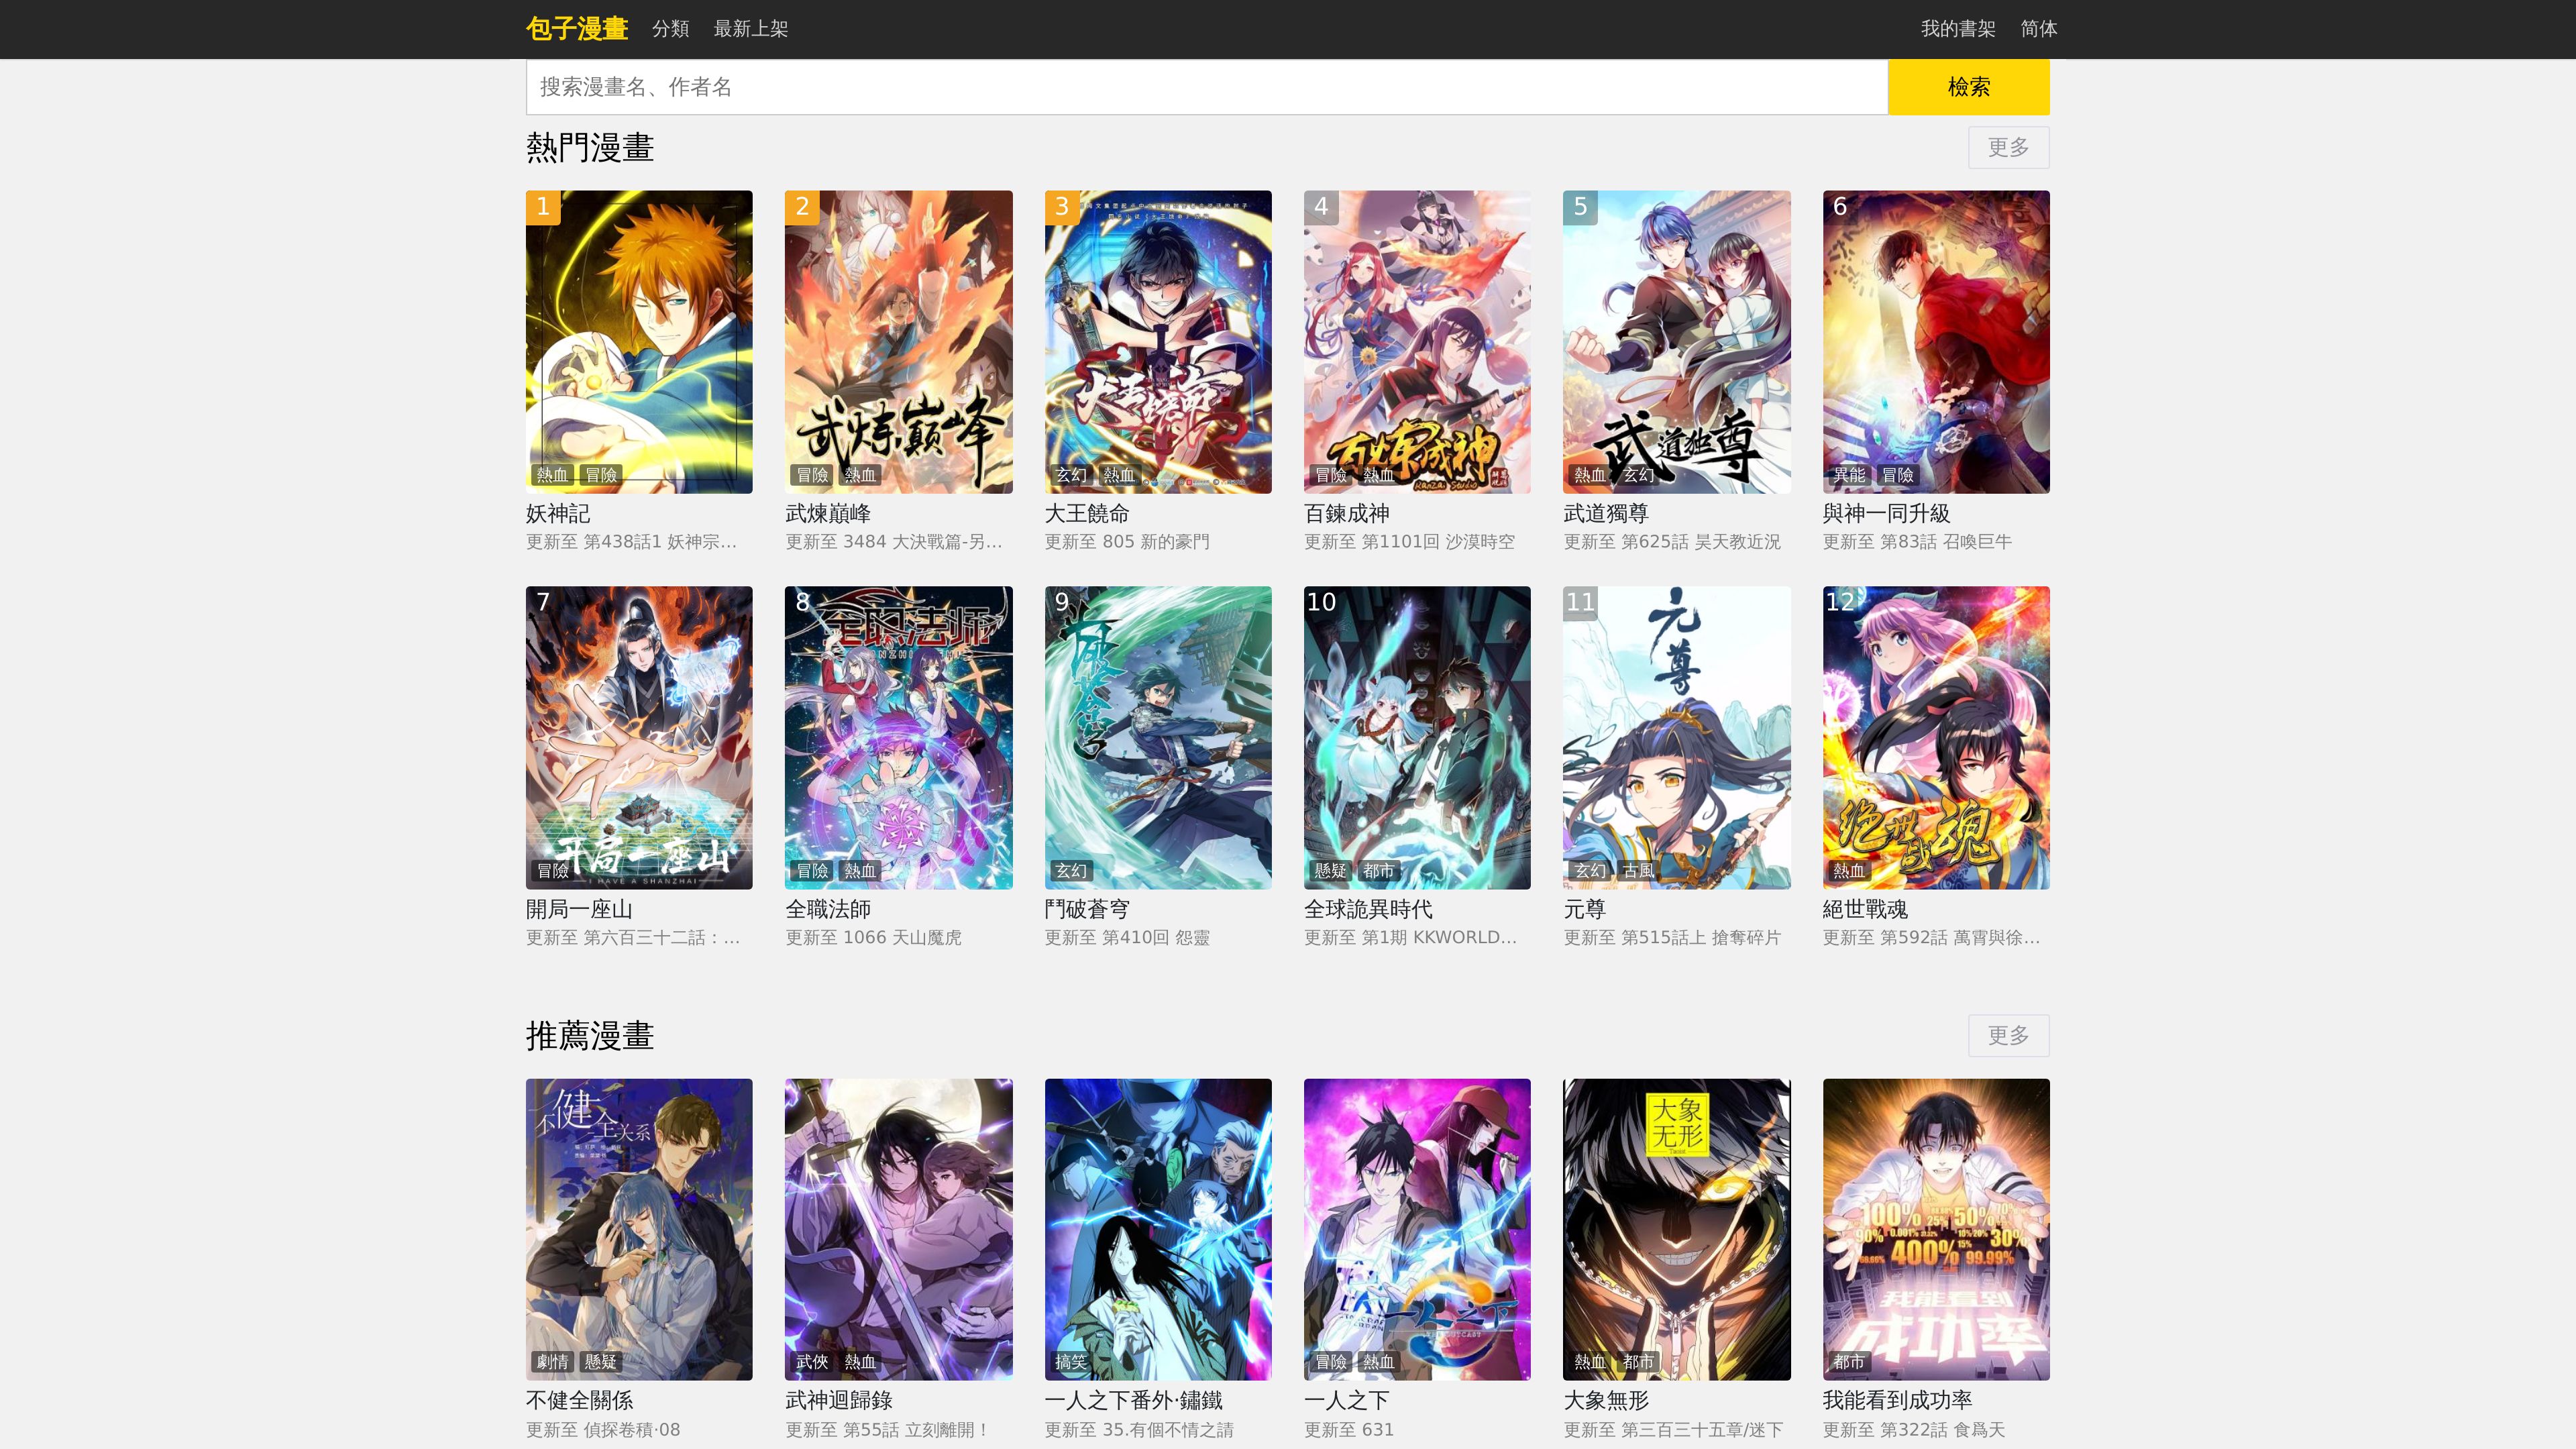 包子漫畫 分類 最新上架 我的書架 简体
搜索漫畫名、作者名 檢索
熱門漫畫 更多
1 2 3 4 5 6
武炼巅峰 大王饶命 百炼成神 武道独尊
熱血 冒險 冒險 熱血 玄幻 熱血 冒險 熱血 熱血 玄幻 異能 冒險
妖神記 武煉巔峰 大王饒命 百鍊成神 武道獨尊 與神一同升級
更新至 第438話1 妖神宗... 更新至 3484 大決戰篇-另... 更新至 805 新的豪門 更新至 第1101回 沙漠時空 更新至 第625話 昊天教近況 更新至 第83話 召喚巨牛
7 8 9 10 11 12
全职法师 元尊
开局一座山 绝世战魂
I HAVE A SHANZHAI
冒險 冒險 熱血 玄幻 懸疑 都市 玄幻 古風 熱血
開局一座山 全職法師 鬥破蒼穹 全球詭異時代 元尊 絕世戰魂
更新至 第六百三十二話：... 更新至 1066 天山魔虎 更新至 第410回 怨靈 更新至 第1期 KKWORLD... 更新至 第515話上 搶奪碎片 更新至 第592話 萬霄與徐...
推薦漫畫 更多
不健全关系 大象无形
100% 25% 50% 70%
90% 0.001% 10%20% 30%
15%
400% 99.99%
一人之下 我能看到成功率
劇情 懸疑 武俠 熱血 搞笑 冒險 熱血 熱血 都市 都市
不健全關係 武神迴歸錄 一人之下番外·鏽鐵 一人之下 大象無形 我能看到成功率
更新至 偵探卷積·08 更新至 第55話 立刻離開！ 更新至 35.有個不情之請 更新至 631 更新至 第三百三十五章/迷下 更新至 第322話 食爲天